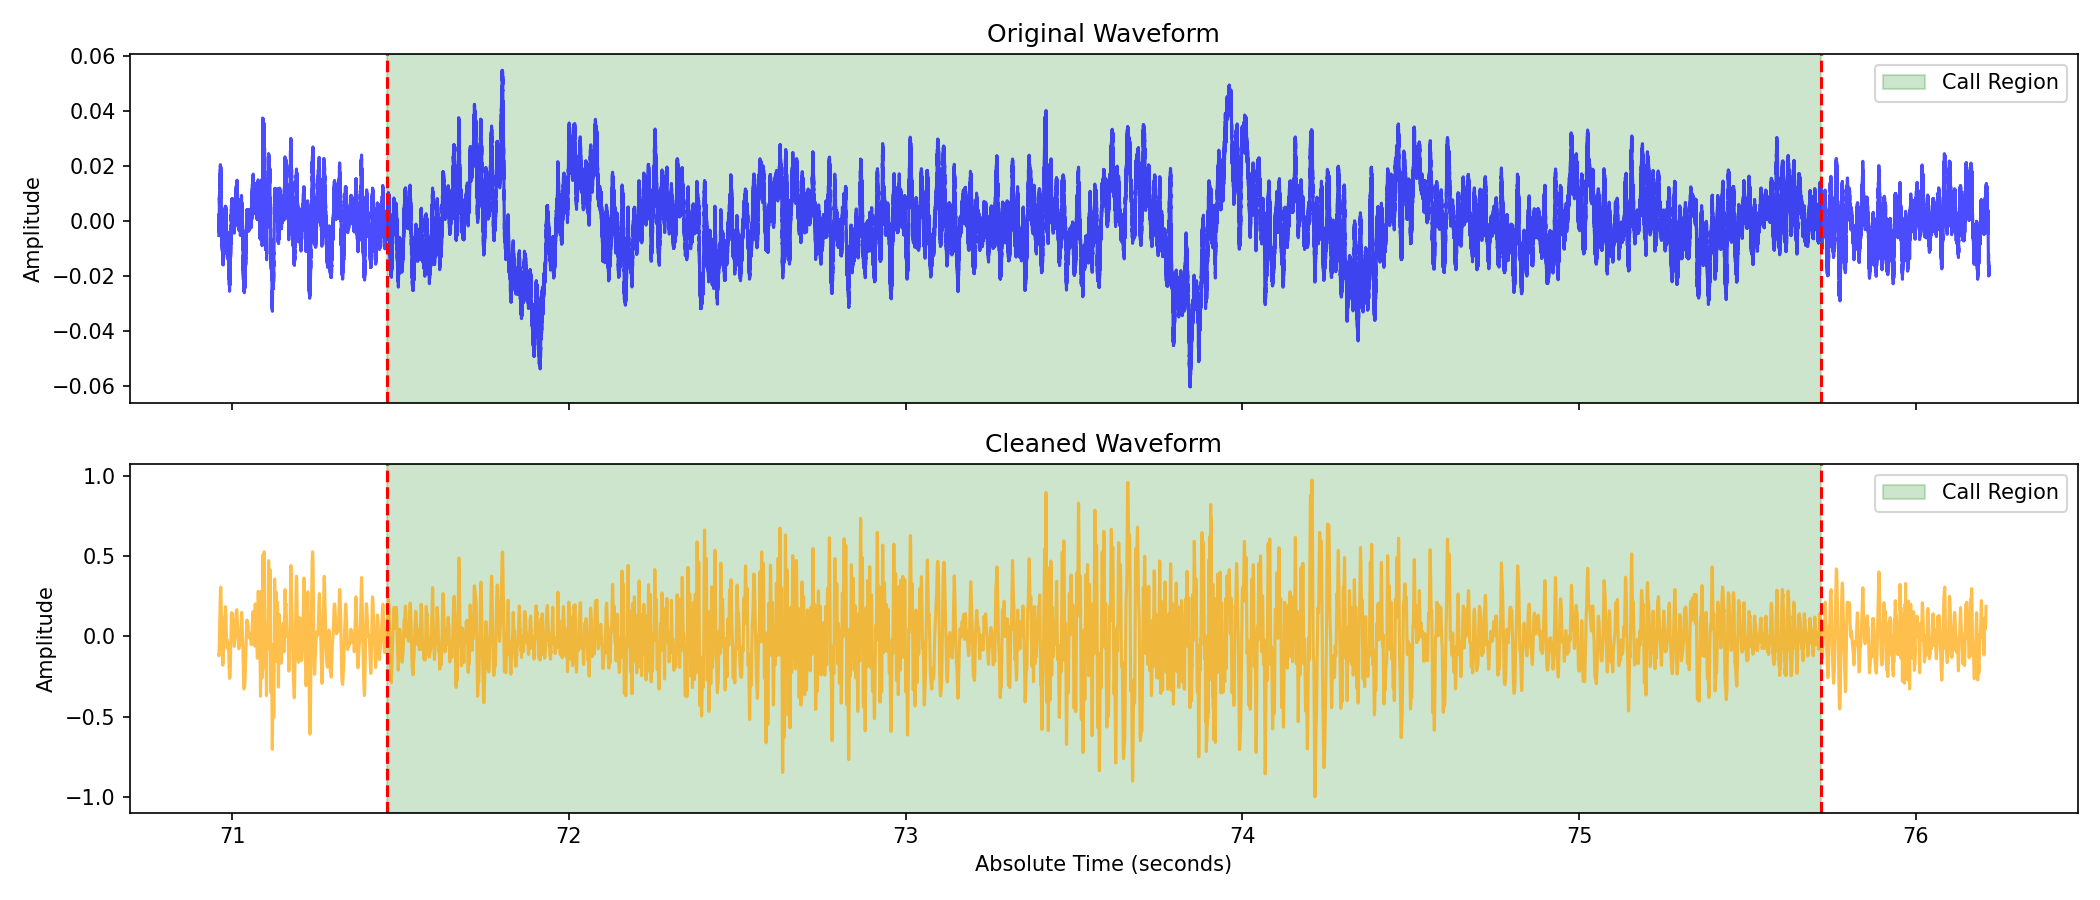 Original Waveform
Amplitude
0.06
0.04
0.02
0.00
−0.02
−0.04
−0.06
Call Region
Cleaned Waveform
Amplitude
1.0
0.5
0.0
−0.5
−1.0
Call Region
71 72 73 74 75 76
Absolute Time (seconds)